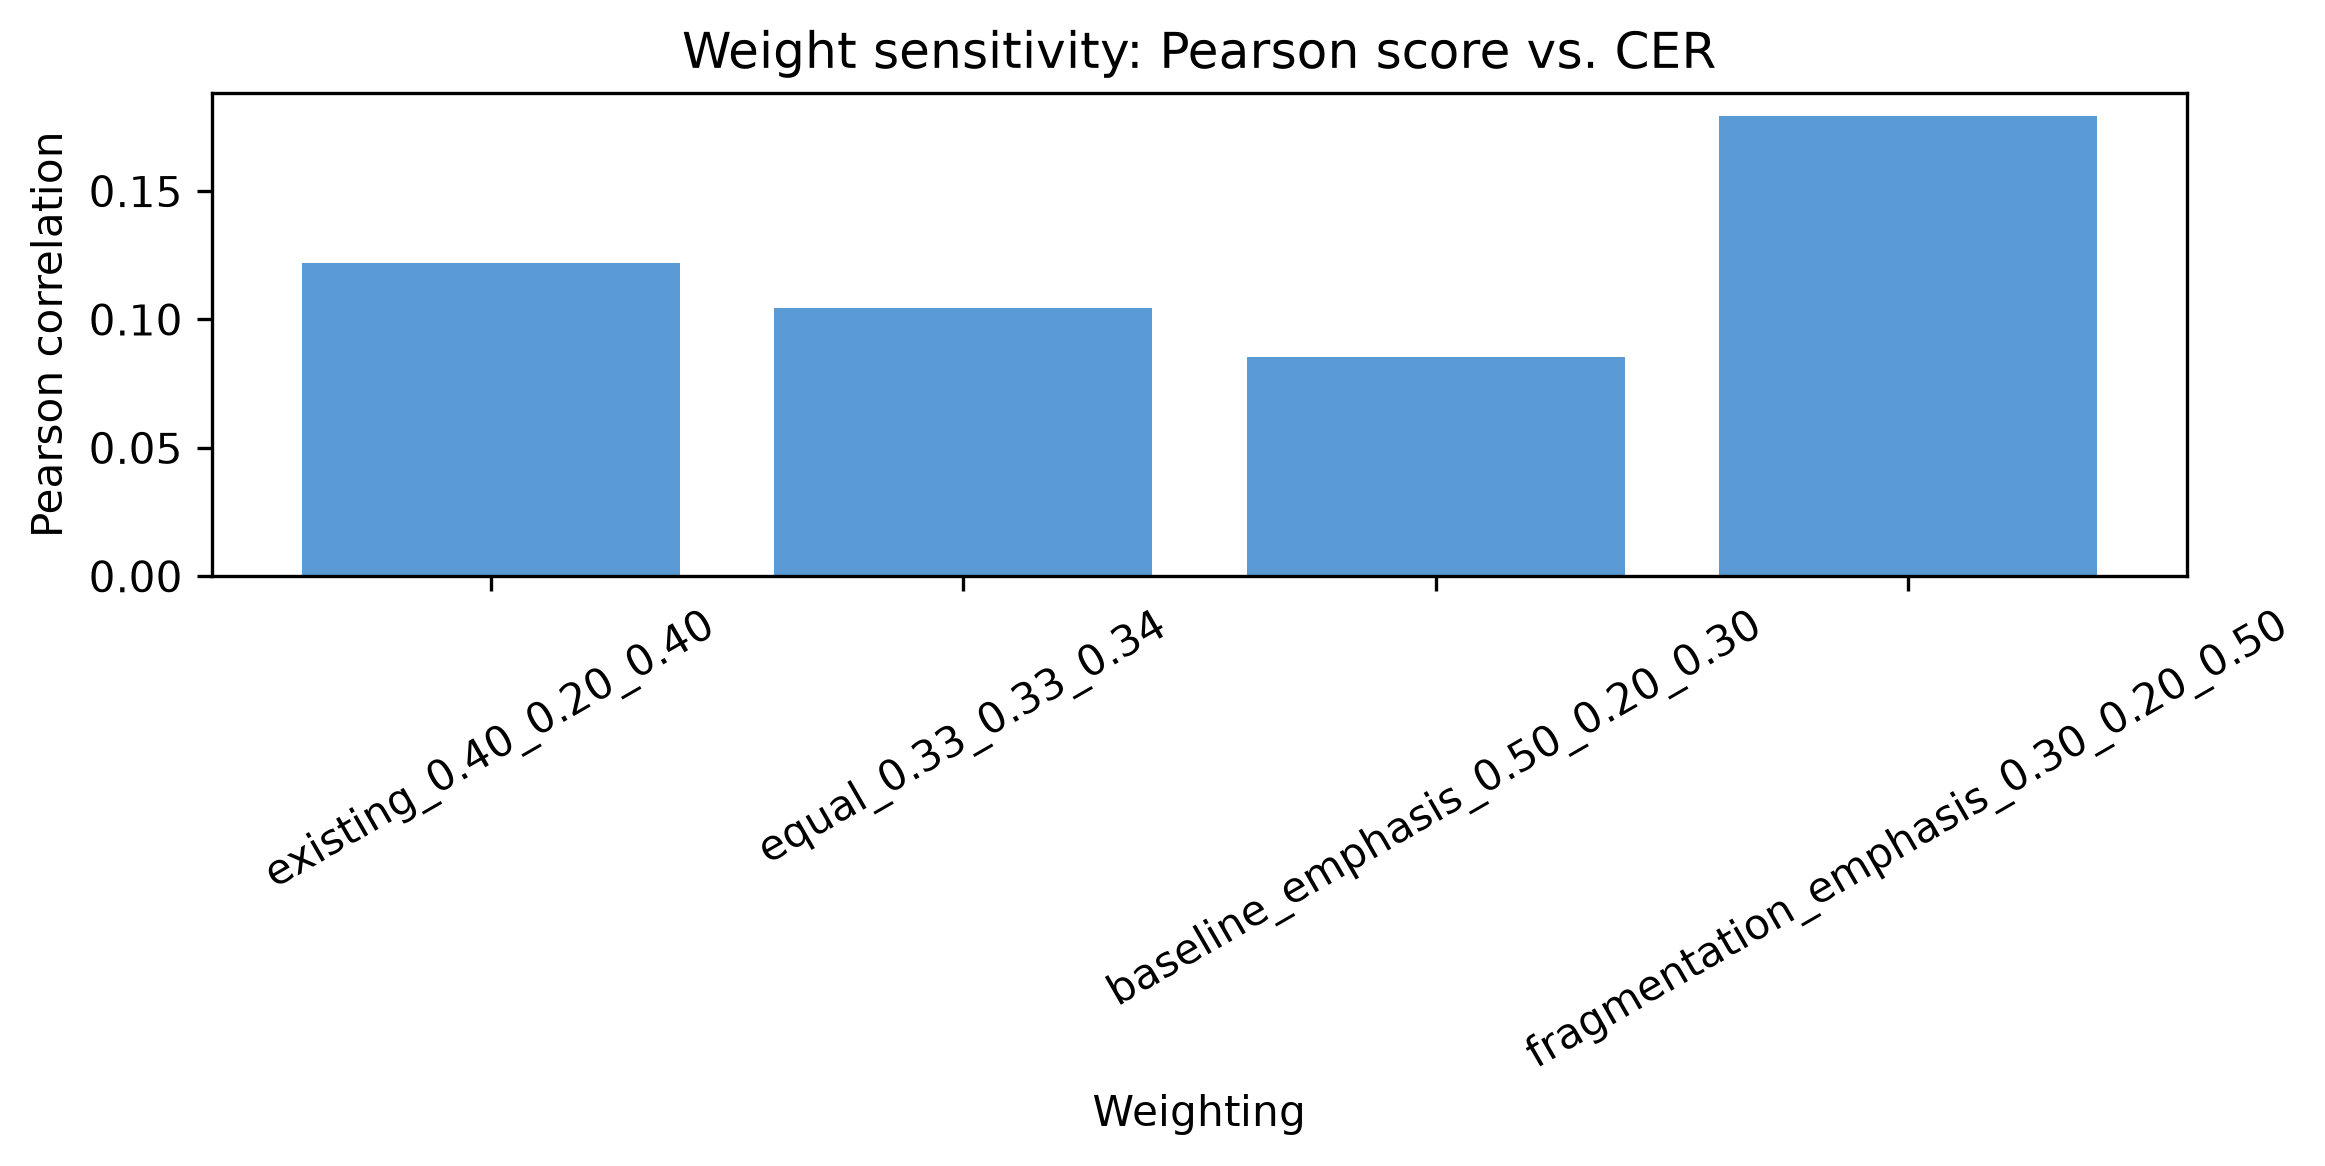 Weight sensitivity: Pearson score vs. CER
Pearson correlation
0.15
0.10
0.05
0.00
existing_0.40_0.20_0.40
equal_0.33_0.33_0.34
baseline_emphasis_0.50_0.20_0.30
fragmentation_emphasis_0.30_0.20_0.50
Weighting